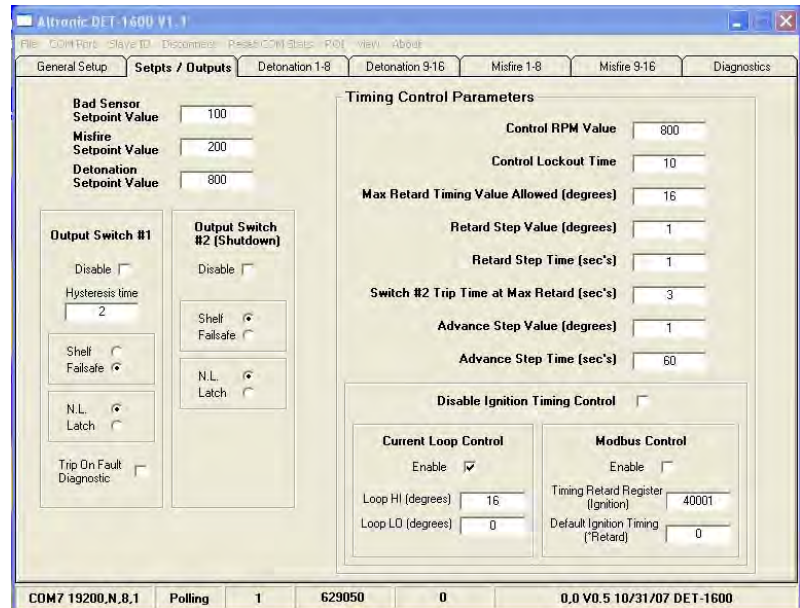 Altronic DET-1600 V1.1
File COM Port Slave ID Disconnect Reset COM Stats ROI View About
General Setup Setpts / Outputs Detonation 1-8 Detonation 9-16 Misfire 1-8 Misfire 9-16 Diagnostics
Bad Sensor
Setpoint Value 100
Misfire
Setpoint Value 200
Detonation
Setpoint Value 800
Output Switch #1
Disable
Hysteresis time
2
Shelf
Failsafe
N.L.
Latch
Trip On Fault
Diagnostic
Output Switch
#2 (Shutdown)
Disable
Shelf
Failsafe
N.L.
Latch
Timing Control Parameters
Control RPM Value 800
Control Lockout Time 10
Max Retard Timing Value Allowed (degrees) 16
Retard Step Value (degrees) 1
Retard Step Time (sec's) 1
Switch #2 Trip Time at Max Retard (sec's) 3
Advance Step Value (degrees) 1
Advance Step Time (sec's) 60
Disable Ignition Timing Control
Current Loop Control
Enable
Loop HI (degrees) 16
Loop LO (degrees) 0
Modbus Control
Enable
Timing Retard Register
(Ignition) 40001
Default Ignition Timing
(°Retard) 0
COM7 19200,N,8,1 Polling 1 629050 0 0,0 V0.5 10/31/07 DET-1600